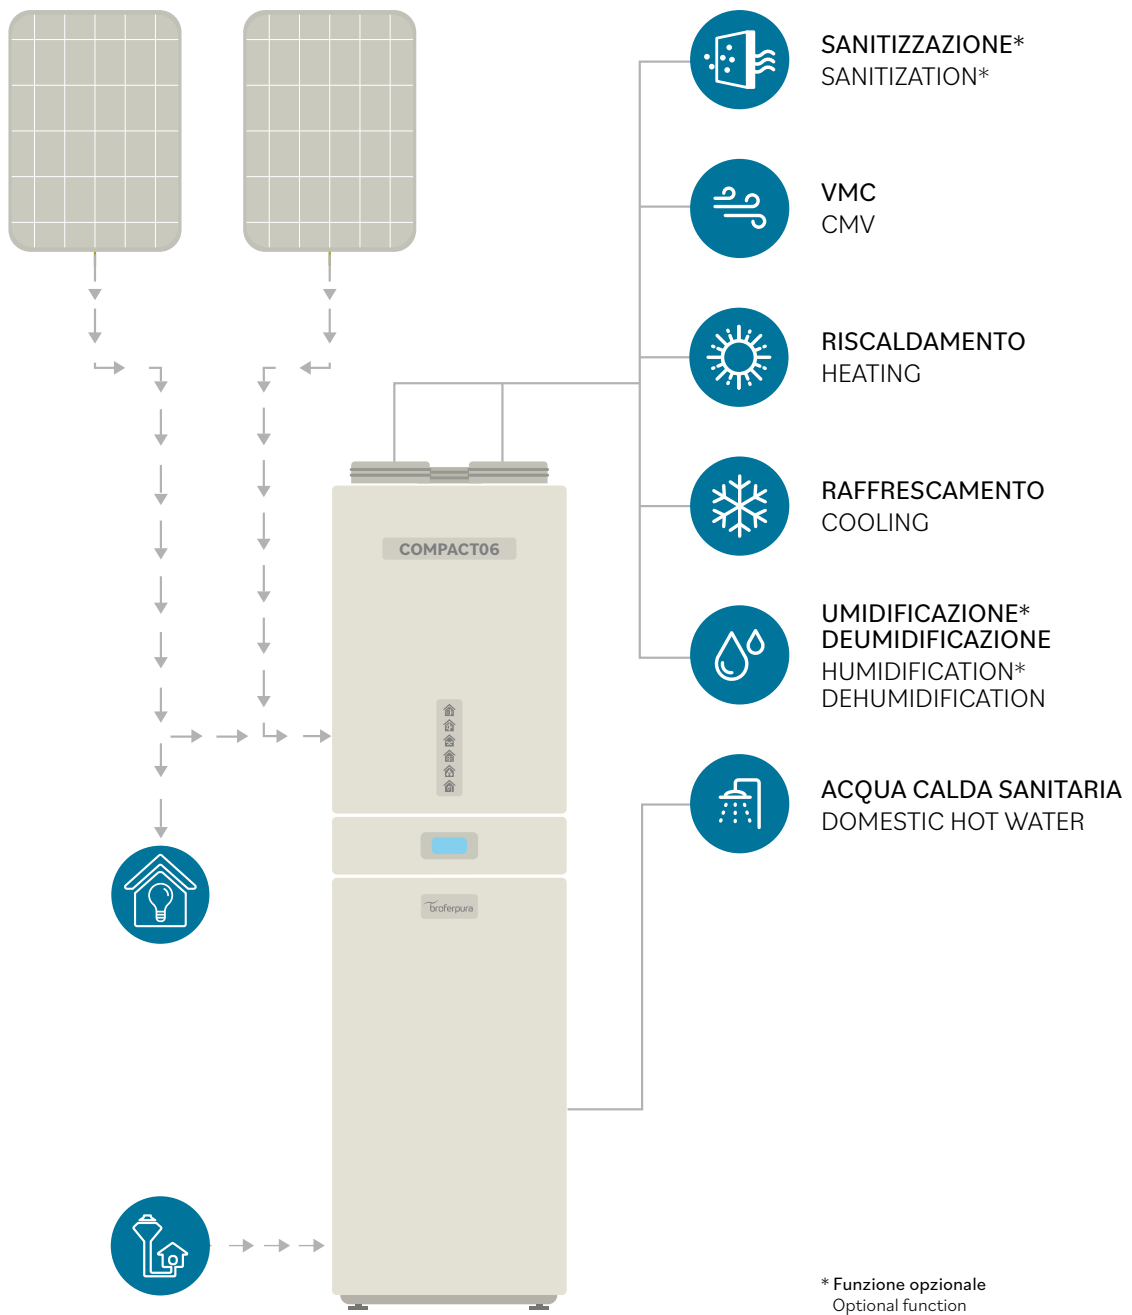 SANITIZZAZIONE*
SANITIZATION*
VMC
CMV
RISCALDAMENTO
HEATING
RAFFRESCAMENTO
COOLING
COMPACT06
UMIDIFICAZIONE*
DEUMIDIFICAZIONE
HUMIDIFICATION*
DEHUMIDIFICATION
ACQUA CALDA SANITARIA
DOMESTIC HOT WATER
broferpura
* Funzione opzionale
Optional function